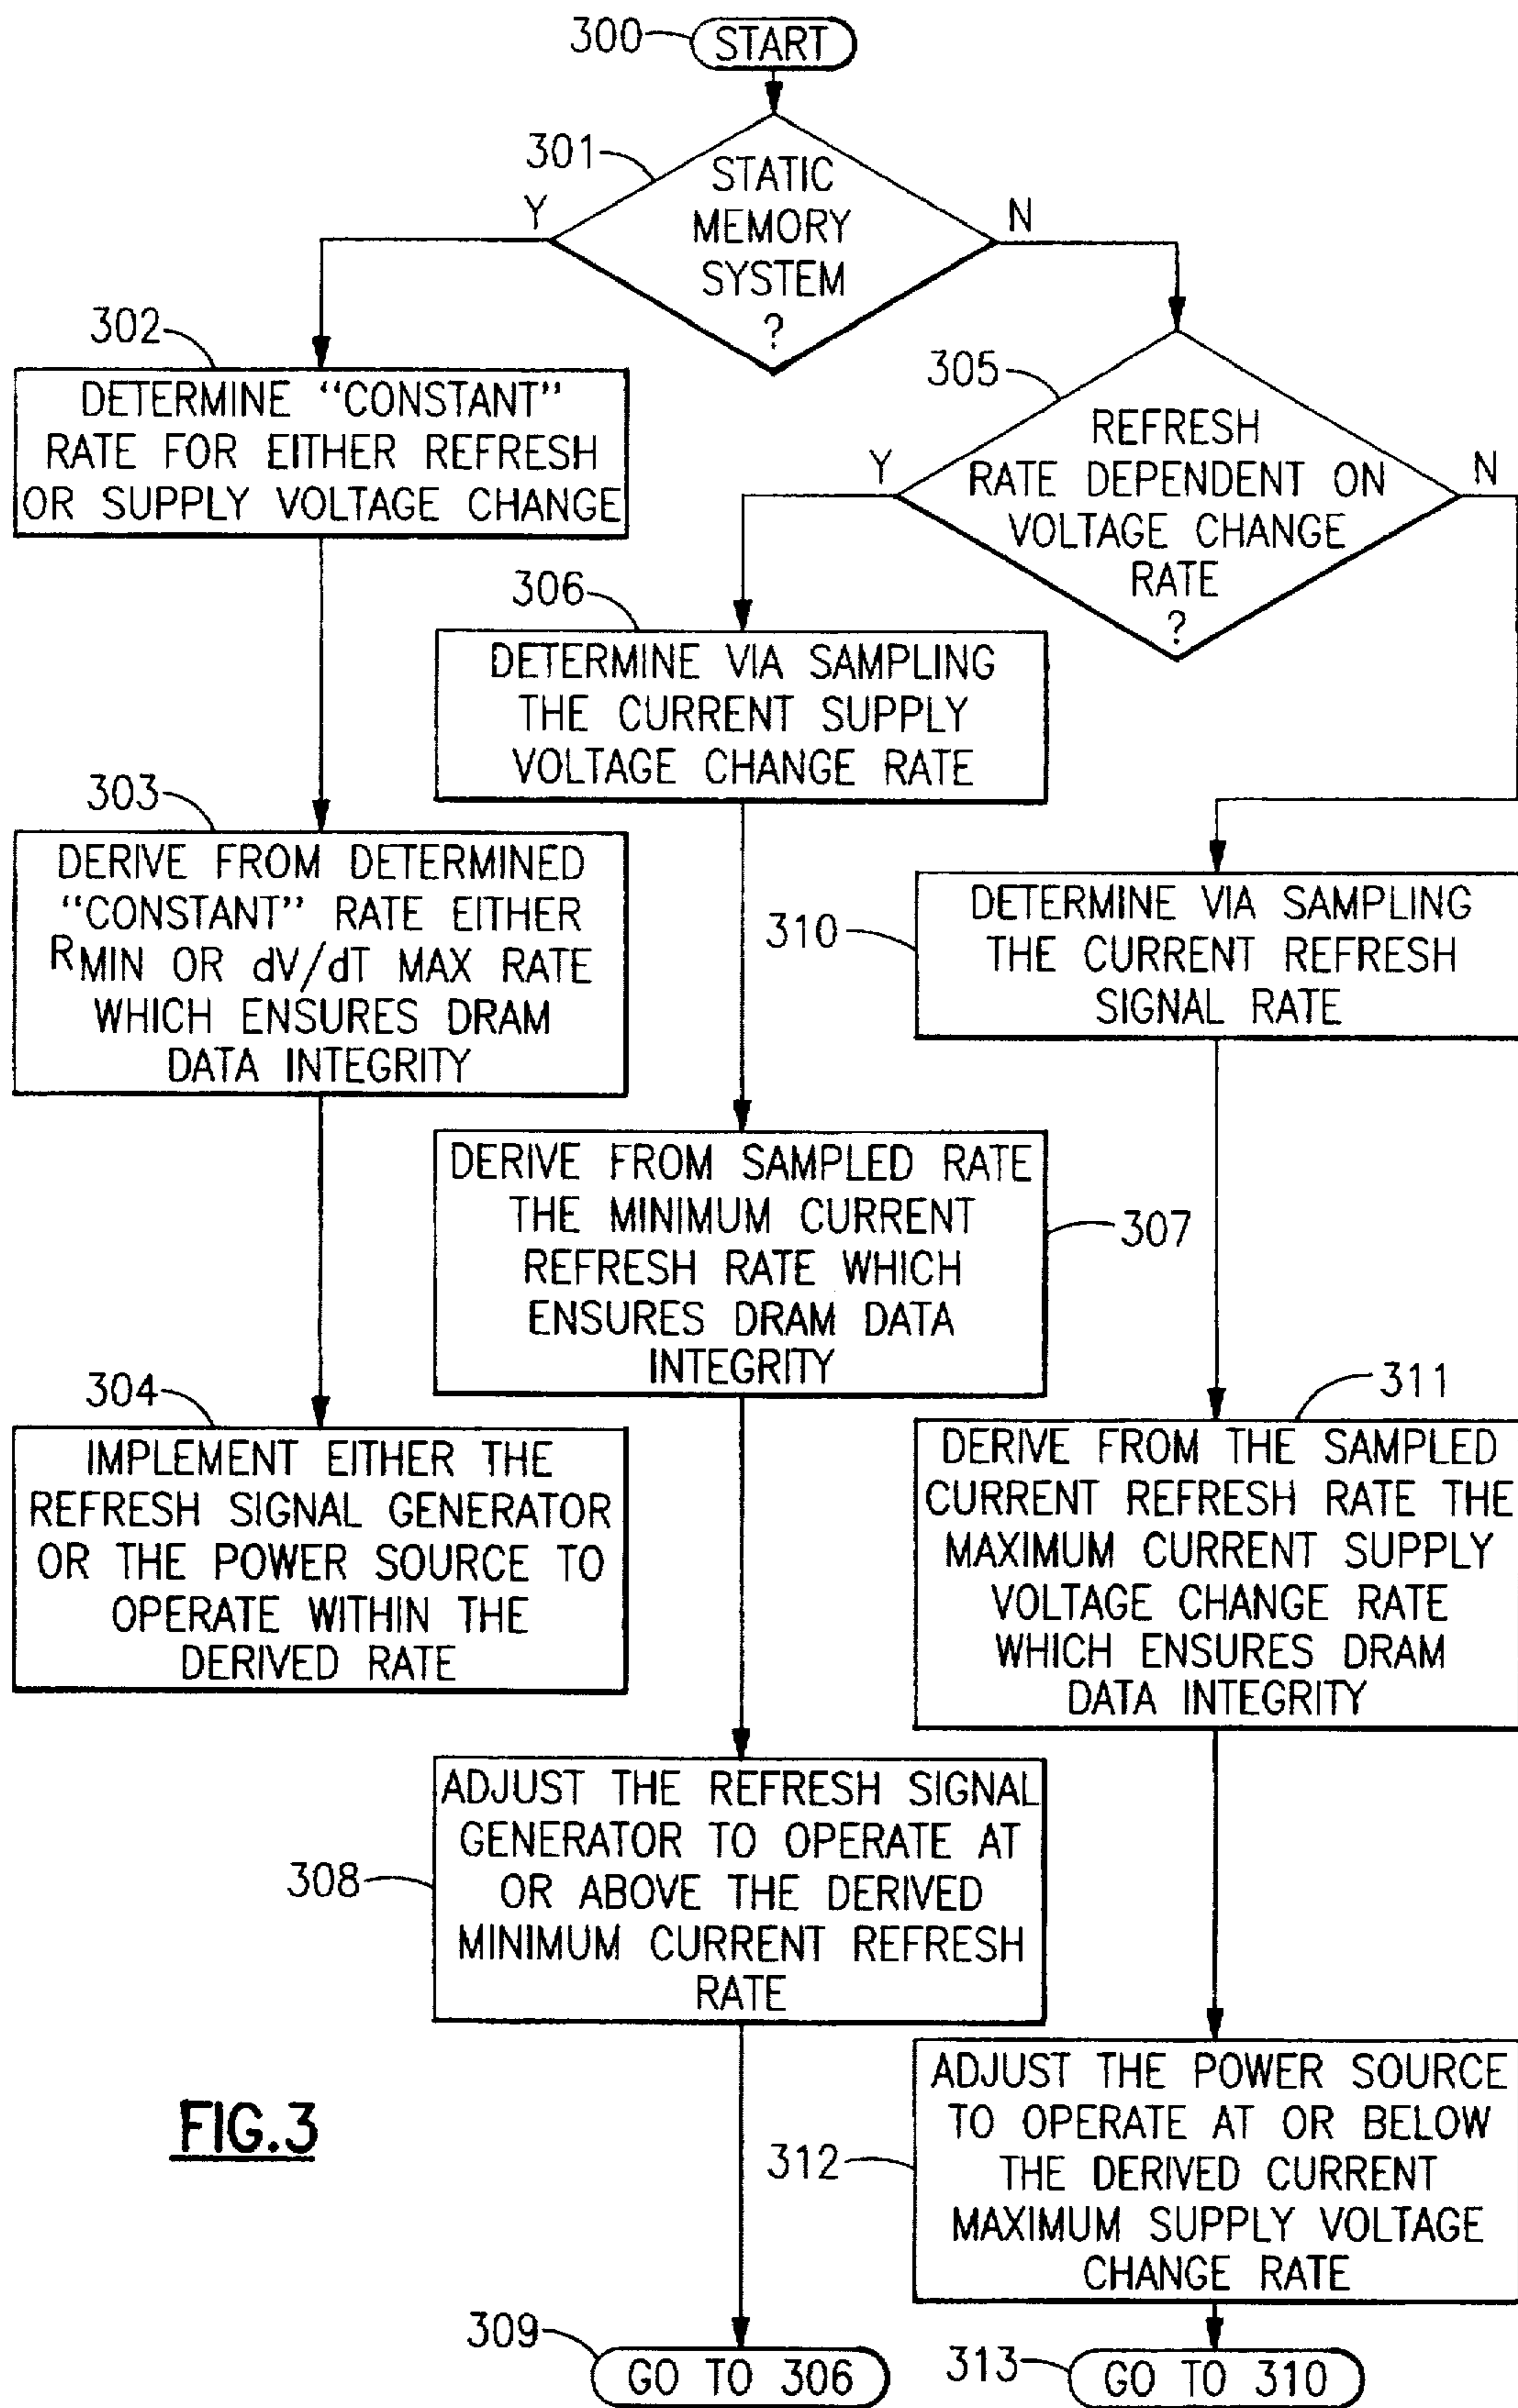 300
START
301
STATIC
MEMORY
SYSTEM
?
Y
N
302
DETERMINE “CONSTANT”
RATE FOR EITHER REFRESH
OR SUPPLY VOLTAGE CHANGE
305
REFRESH
RATE DEPENDENT ON
VOLTAGE CHANGE
RATE
?
Y
N
306
DETERMINE VIA SAMPLING
THE CURRENT SUPPLY
VOLTAGE CHANGE RATE
303
DERIVE FROM DETERMINED
“CONSTANT” RATE EITHER
RMIN OR dV/dT MAX RATE
WHICH ENSURES DRAM
DATA INTEGRITY
310
DETERMINE VIA SAMPLING
THE CURRENT REFRESH
SIGNAL RATE
DERIVE FROM SAMPLED RATE
THE MINIMUM CURRENT
REFRESH RATE WHICH
ENSURES DRAM DATA
INTEGRITY
307
304
IMPLEMENT EITHER THE
REFRESH SIGNAL GENERATOR
OR THE POWER SOURCE TO
OPERATE WITHIN THE
DERIVED RATE
311
DERIVE FROM THE SAMPLED
CURRENT REFRESH RATE THE
MAXIMUM CURRENT SUPPLY
VOLTAGE CHANGE RATE
WHICH ENSURES DRAM
DATA INTEGRITY
308
ADJUST THE REFRESH SIGNAL
GENERATOR TO OPERATE AT
OR ABOVE THE DERIVED
MINIMUM CURRENT REFRESH
RATE
312
ADJUST THE POWER SOURCE
TO OPERATE AT OR BELOW
THE DERIVED CURRENT
MAXIMUM SUPPLY VOLTAGE
CHANGE RATE
FIG.3
309
GO TO 306
313
GO TO 310